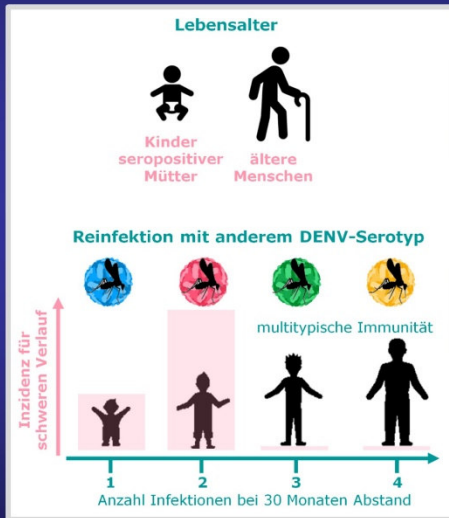 Lebensalter
Kinder
seropositiver
Mütter
ältere
Menschen
Reinfektion mit anderem DENV-Serotyp
multitypische Immunität
Inzidenz für
schweren Verlauf
1
2
3
4
Anzahl Infektionen bei 30 Monaten Abstand